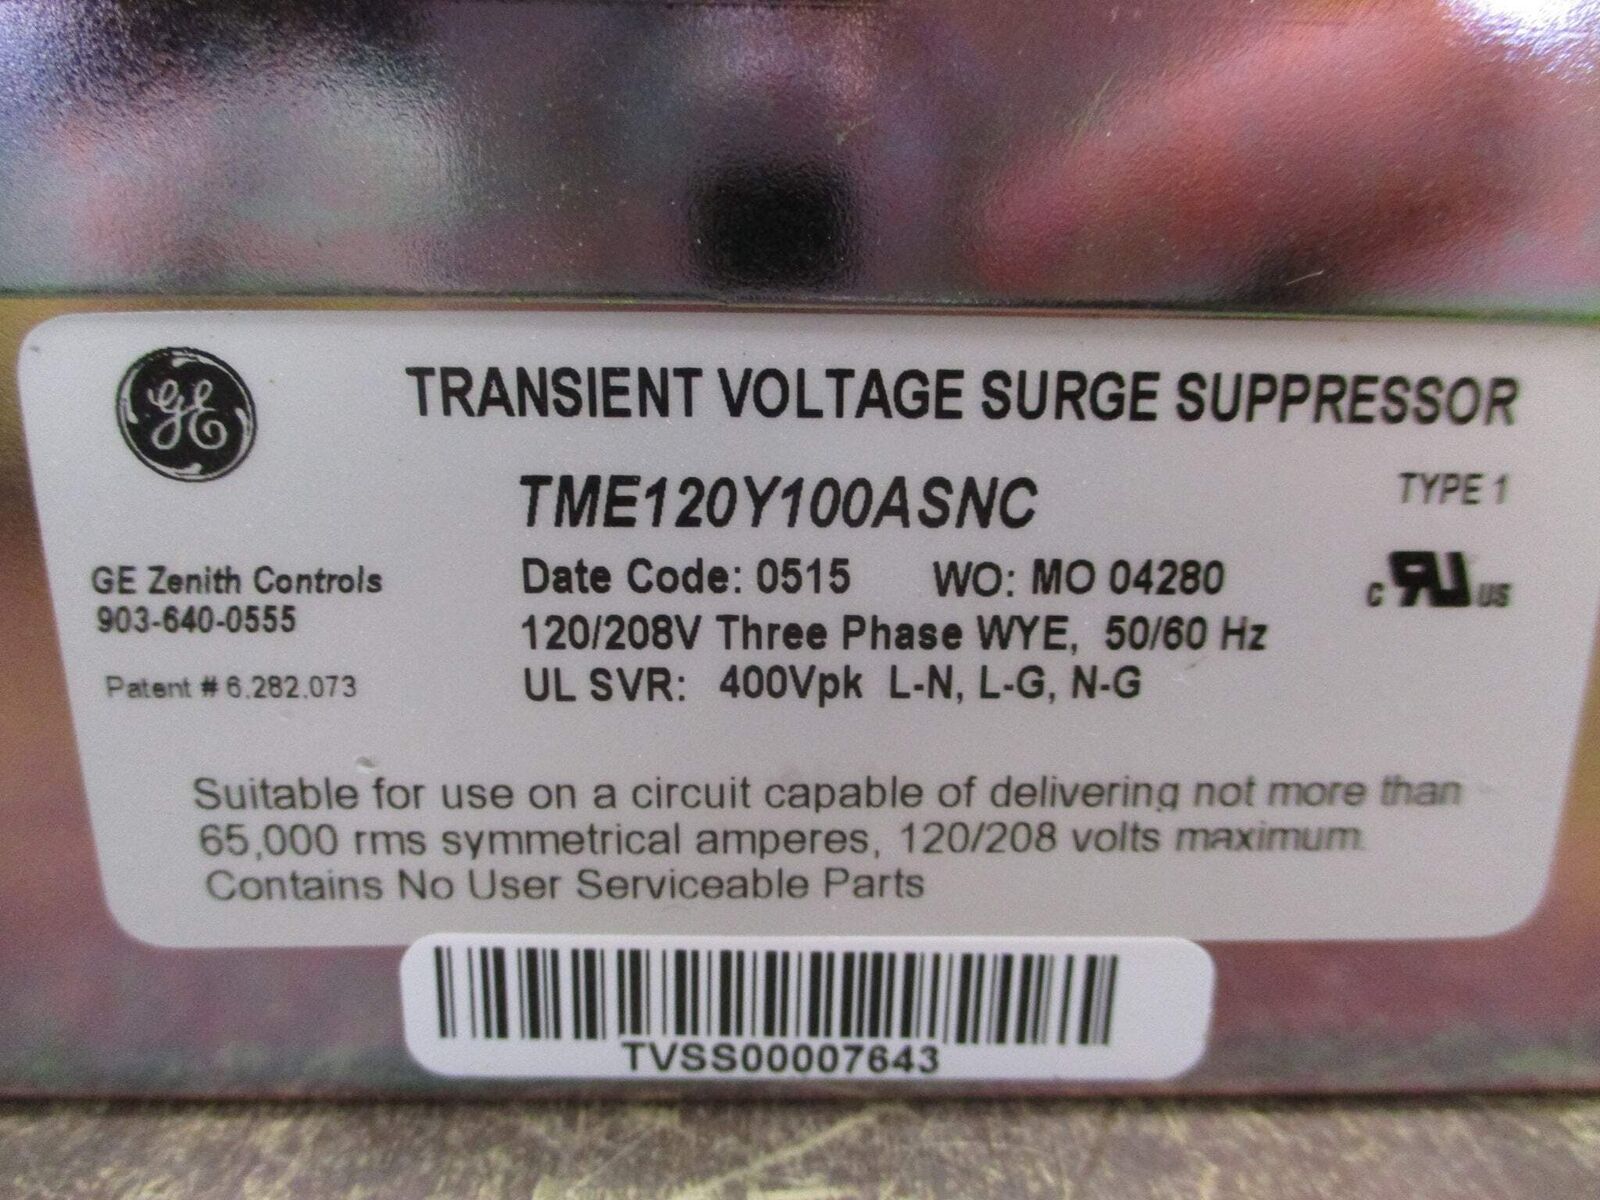 GE
TRANSIENT VOLTAGE SURGE SUPPRESSOR
TME120Y100ASNC
TYPE 1
GE Zenith Controls
903-640-0555
Patent # 6.282.073
Date Code: 0515 WO: MO 04280
120/208V Three Phase WYE, 50/60 Hz
UL SVR: 400Vpk L-N, L-G, N-G
c RU US
Suitable for use on a circuit capable of delivering not more than
65,000 rms symmetrical amperes, 120/208 volts maximum.
Contains No User Serviceable Parts
TVSS00007643